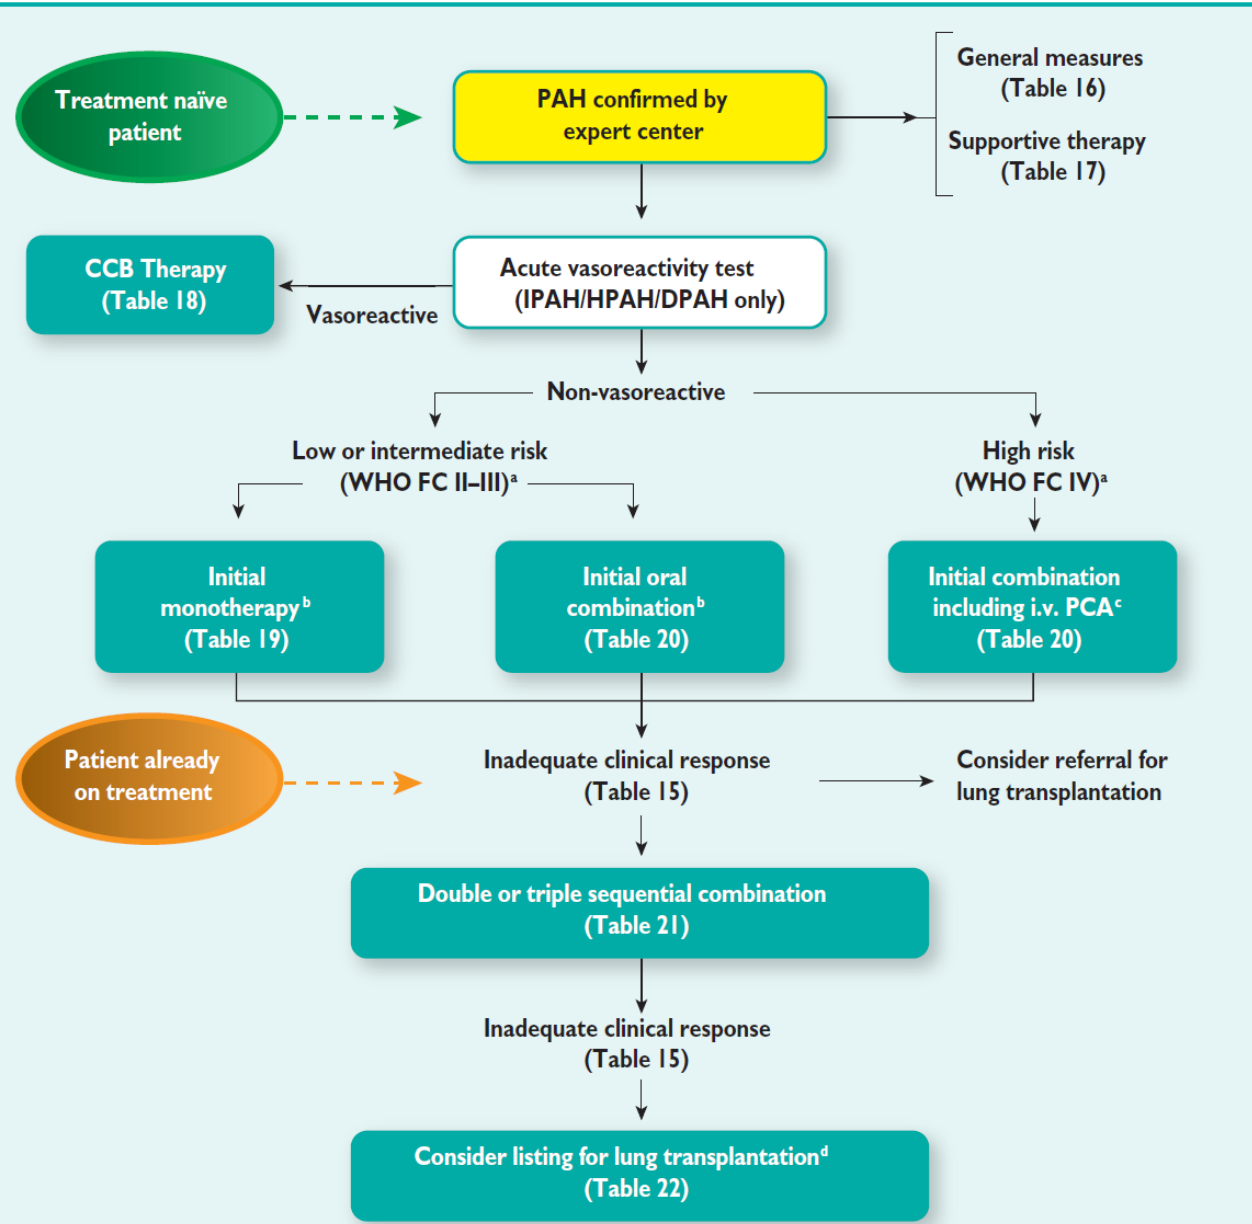 Treatment naïve
patient
PAH confirmed by
expert center
General measures
(Table 16)
Supportive therapy
(Table 17)
CCB Therapy
(Table 18)
Vasoreactive
Acute vasoreactivity test
(IPAH/HPAH/DPAH only)
Non-vasoreactive
Low or intermediate risk
(WHO FC II–III)ᵃ
High risk
(WHO FC IV)ᵃ
Initial
monotherapyᵇ
(Table 19)
Initial oral
combinationᵇ
(Table 20)
Initial combination
including i.v. PCAᶜ
(Table 20)
Patient already
on treatment
Inadequate clinical response
(Table 15)
Consider referral for
lung transplantation
Double or triple sequential combination
(Table 21)
Inadequate clinical response
(Table 15)
Consider listing for lung transplantationᵈ
(Table 22)